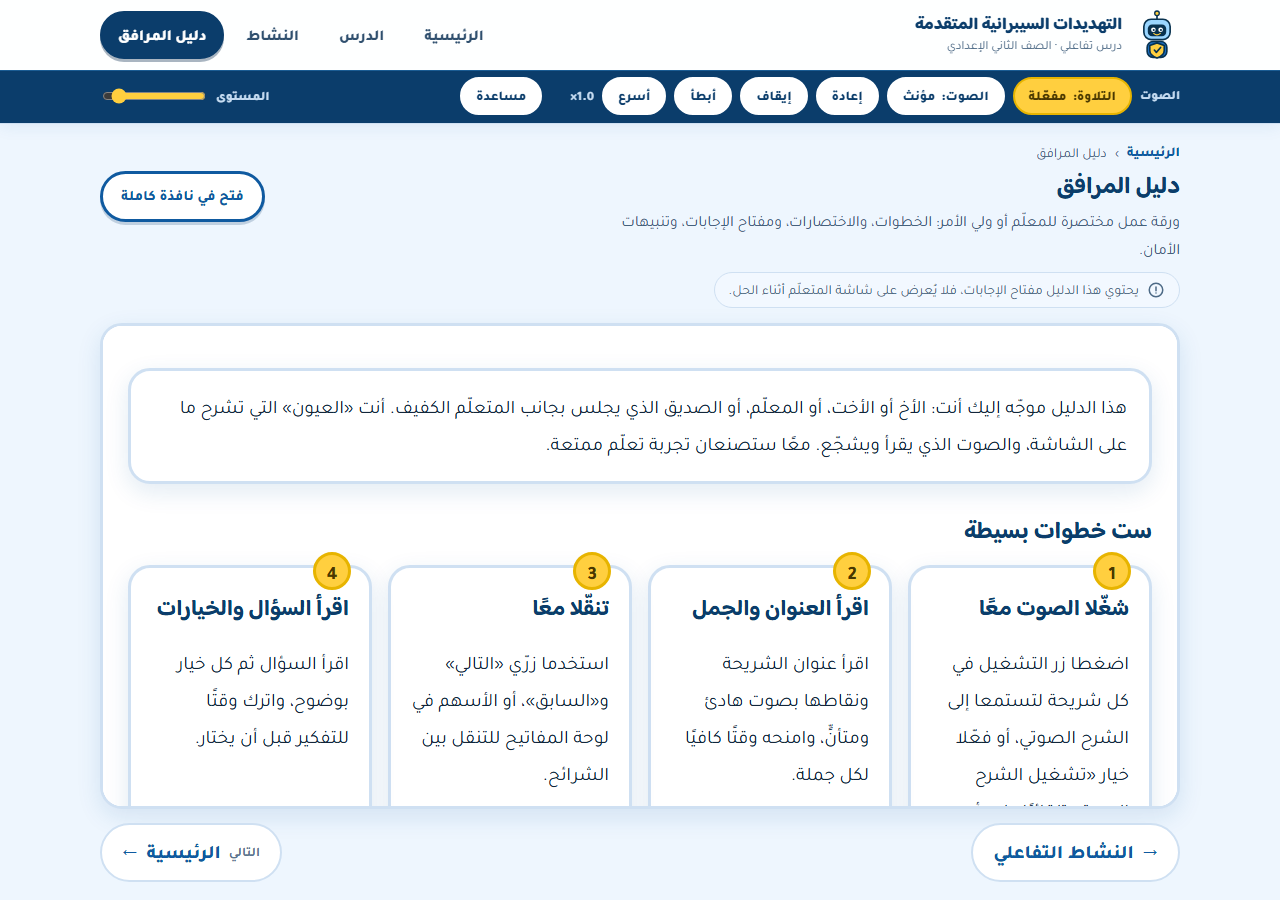 التهديدات السيبرانية المتقدمة
درس تفاعلي · الصف الثاني الإعدادي
الرئيسية
الدرس
النشاط
دليل المرافق
الصوت
التلاوة: مفعّلة
الصوت: مؤنث
إعادة
إيقاف
أبطأ
أسرع
x1.0
مساعدة
المستوى
الرئيسية › دليل المرافق
دليل المرافق
ورقة عمل مختصرة للمعلّم أو ولي الأمر: الخطوات، والاختصارات، ومفتاح الإجابات، وتنبيهات
الأمان.
فتح في نافذة كاملة
يحتوي هذا الدليل مفتاح الإجابات، فلا يُعرض على شاشة المتعلّم أثناء الحل.
هذا الدليل موجّه إليك أنت: الأخ أو الأخت، أو المعلّم، أو الصديق الذي يجلس بجانب المتعلّم الكفيف. أنت «العيون» التي تشرح ما
على الشاشة، والصوت الذي يقرأ ويشجّع. معًا ستصنعان تجربة تعلّم ممتعة.
ست خطوات بسيطة
1
شغّلا الصوت معًا
اضغطا زر التشغيل في
كل شريحة لتستمعا إلى
الشرح الصوتي، أو فعّلا
خيار «تشغيل الشرح
2
اقرأ العنوان والجمل
اقرأ عنوان الشريحة
ونقاطها بصوت هادئ
ومتأنٍّ، وامنحه وقتًا كافيًا
لكل جملة.
3
تنقّلا معًا
استخدما زرّي «التالي»
و«السابق»، أو الأسهم في
لوحة المفاتيح للتنقل بين
الشرائح.
4
اقرأ السؤال والخيارات
اقرأ السؤال ثم كل خيار
بوضوح، واترك وقتًا
للتفكير قبل أن يختار.
→ النشاط التفاعلي
التالي الرئيسية ←